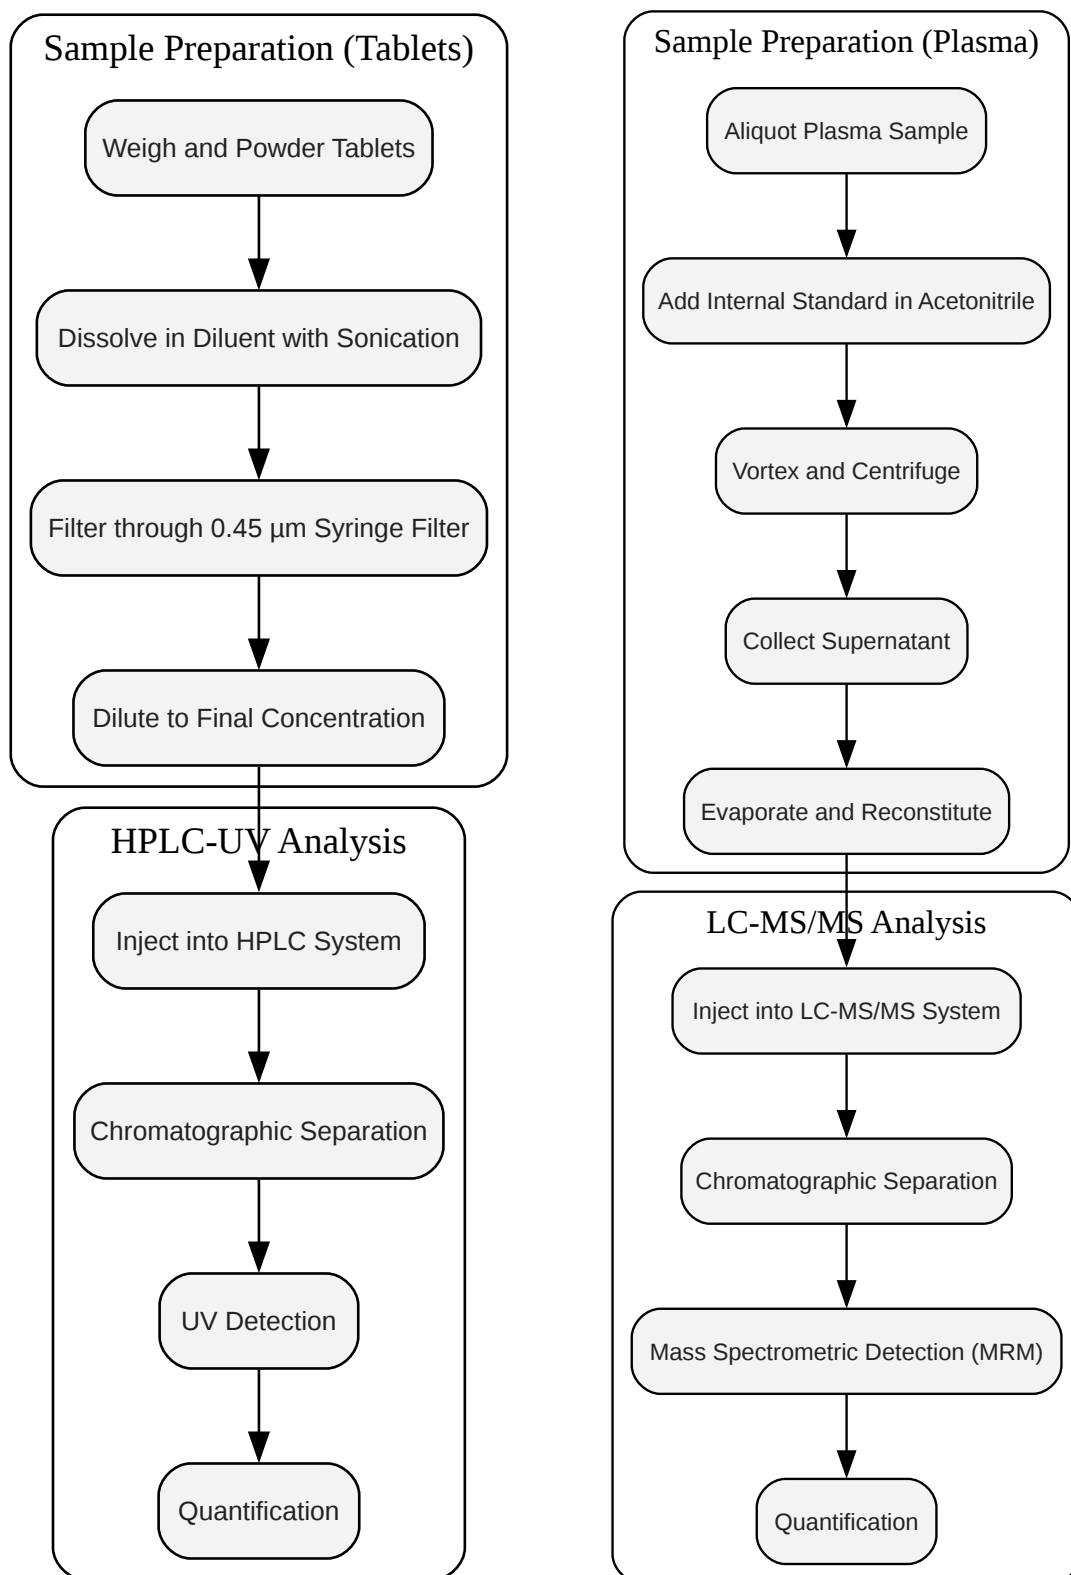 Sample Preparation (Tablets)
Weigh and Powder Tablets
Dissolve in Diluent with Sonication
Filter through 0.45 µm Syringe Filter
Dilute to Final Concentration
HPLC-UV Analysis
Inject into HPLC System
Chromatographic Separation
UV Detection
Quantification
Sample Preparation (Plasma)
Aliquot Plasma Sample
Add Internal Standard in Acetonitrile
Vortex and Centrifuge
Collect Supernatant
Evaporate and Reconstitute
LC-MS/MS Analysis
Inject into LC-MS/MS System
Chromatographic Separation
Mass Spectrometric Detection (MRM)
Quantification